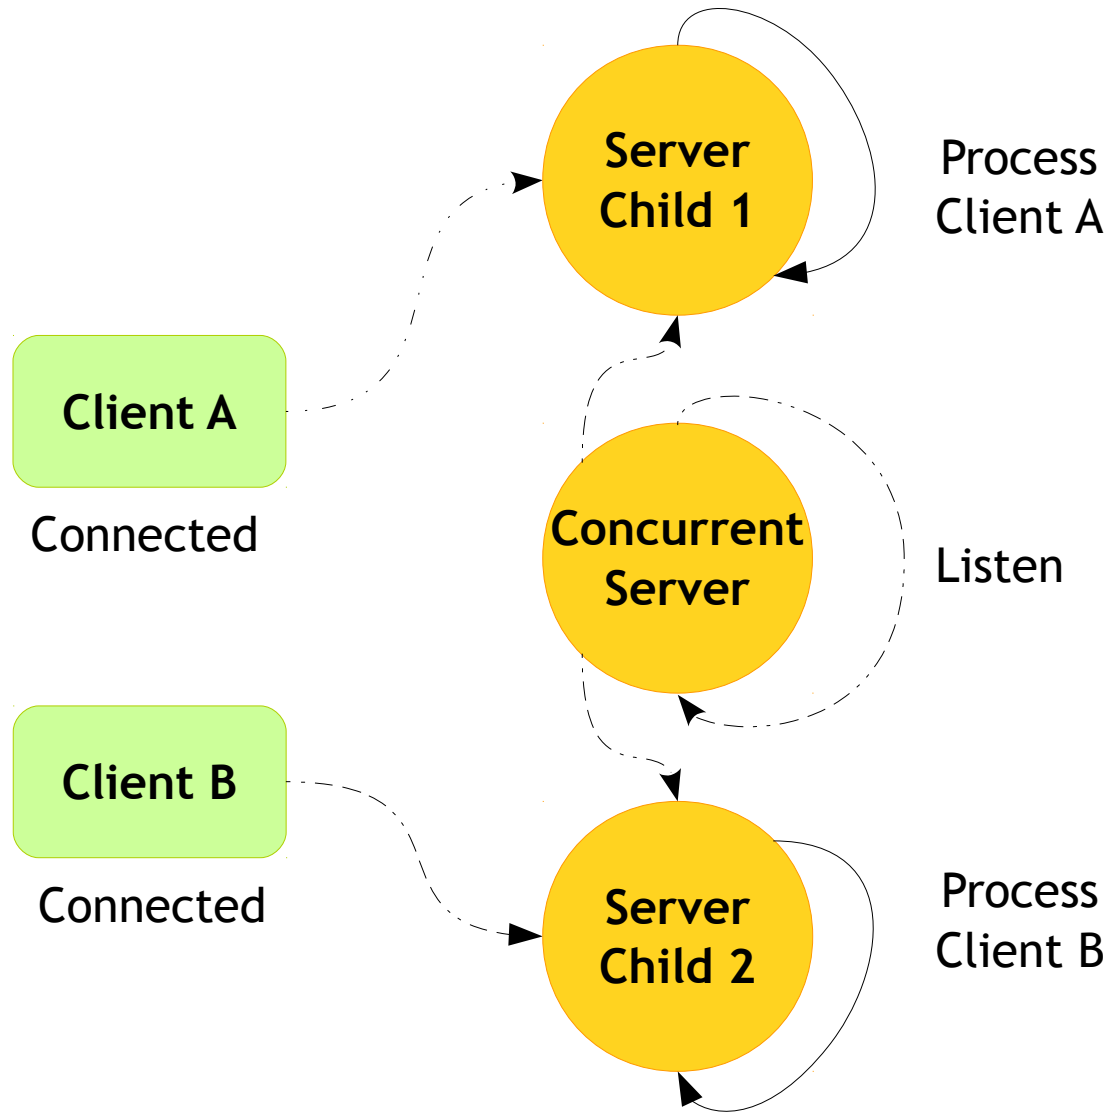 Server
Child 1
Process
Client A
Client A
Connected
Concurrent
Server
Listen
Client B
Connected
Server
Child 2
Process
Client B